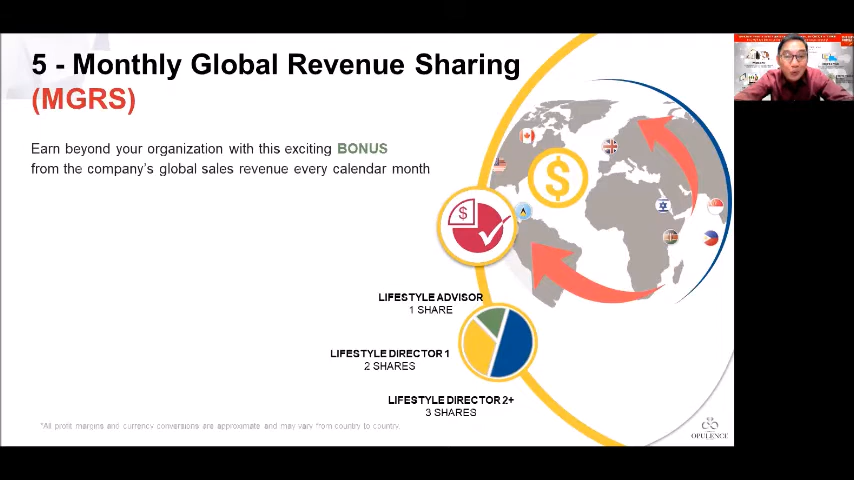 5 - Monthly Global Revenue Sharing
(MGRS)
Earn beyond your organization with this exciting BONUS
from the company's global sales revenue every calendar month
$
$
LIFESTYLE ADVISOR
1 SHARE
LIFESTYLE DIRECTOR 1
2 SHARES
LIFESTYLE DIRECTOR 2+
3 SHARES
*All profit margins and currency conversions are approximate and may vary from country to country.
OPULENCE